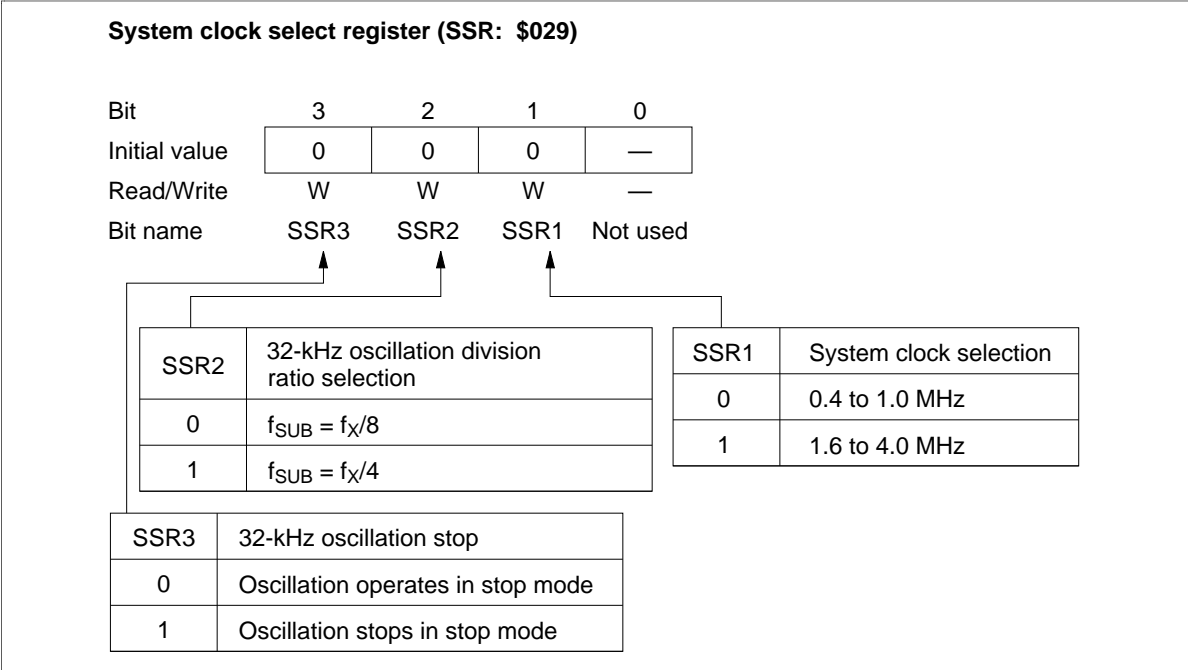 System clock select register (SSR: $029)
Bit 3 2 1 0
Initial value 0 0 0 —
Read/Write W W W —
Bit name SSR3 SSR2 SSR1 Not used
SSR2 32-kHz oscillation division
ratio selection
0 fSUB = fX/8
1 fSUB = fX/4
SSR1 System clock selection
0 0.4 to 1.0 MHz
1 1.6 to 4.0 MHz
SSR3 32-kHz oscillation stop
0 Oscillation operates in stop mode
1 Oscillation stops in stop mode